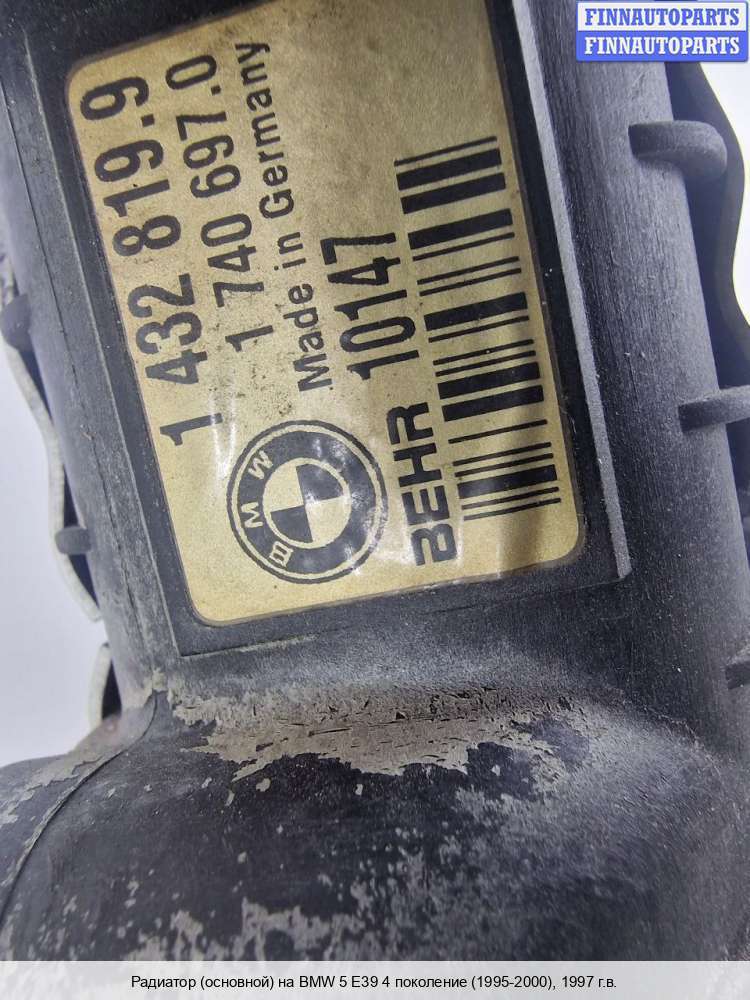 FINNAUTOPARTS
FINNAUTOPARTS
1 432 819.9
1 740 697.0
Made in Germany
10147
BMW
BEHR
Радиатор (основной) на BMW 5 E39 4 поколение (1995-2000), 1997 г.в.